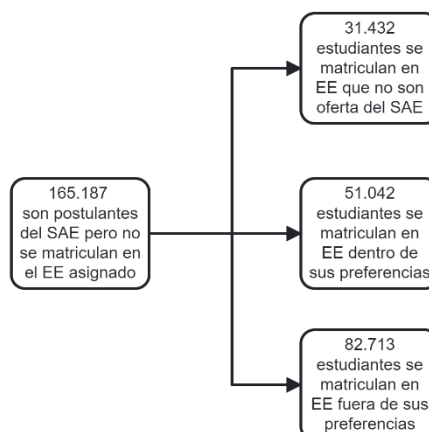 31.432
estudiantes se
matriculan en
EE que no son
oferta del SAE
165.187
son postulantes
del SAE pero no
se matriculan en
el EE asignado
51.042
estudiantes se
matriculan en
EE dentro de
sus preferencias
82.713
estudiantes se
matriculan en
EE fuera de sus
preferencias